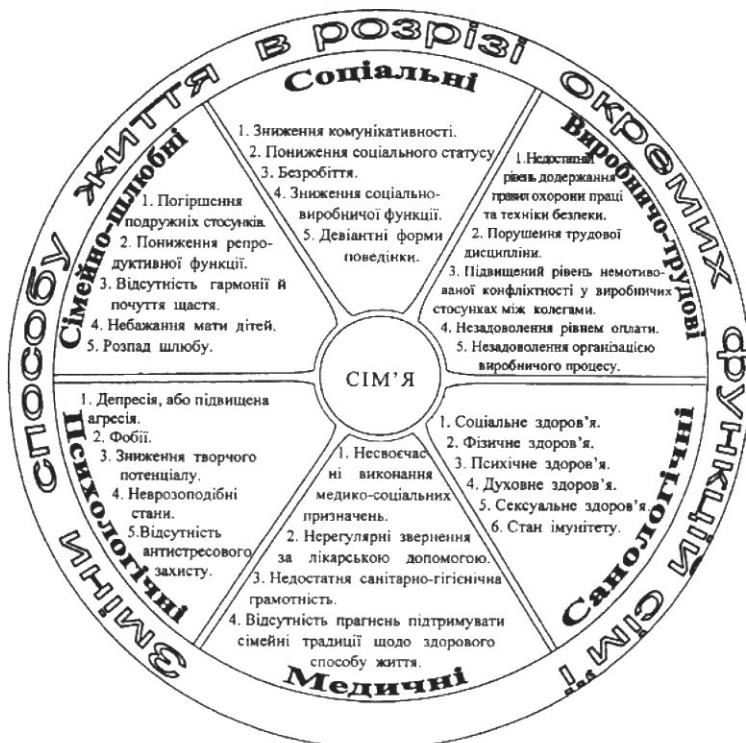 Зміни способу життя в розрізі окремих функцій сім'ї
Соціальні
1. Зниження комунікативності.
2. Пониження соціального статусу
3. Безробіття.
4. Зниження соціально-
виробничої функції.
5. Девіантні форми
поведінки.
Виробничо-трудові
1.Недостатній
рівень додержання
правил охорони праці
та техніки безпеки.
2. Порушення трудової
дисципліни.
3. Підвищений рівень немотиво-
ваної конфліктності у виробничих
стосунках між колегами.
4. Незадоволення рівнем оплати.
5. Незадоволення організацією
виробничого процесу.
Санологічні
1. Соціальне здоров'я.
2. Фізичне здоров'я.
3. Психічне здоров'я.
4. Духовне здоров'я.
5. Сексуальне здоров'я.
6. Стан імунітету.
Медичні
1. Несвоєчас
ні виконання
медико-соціальних
призначень.
2. Нерегулярні звернення
за лікарською допомогою.
3. Недостатня санітарно-гігієнічна
грамотність.
4. Відсутність прагнень підтримувати
сімейні традиції щодо здорового
способу життя.
Психологічні
1. Депресія, або підвищена
агресія.
2. Фобії.
3. Зниження творчого
потенціалу.
4. Неврозоподібні
стани.
5.Відсутність
антистресового
захисту.
Сімейно-шлюбні
1. Погіршення
подружніх стосунків.
2. Пониження репро-
дуктивної функції.
3. Відсутність гармонії й
почуття щастя.
4. Небажання мати дітей.
5. Розпад шлюбу.
СІМ'Я